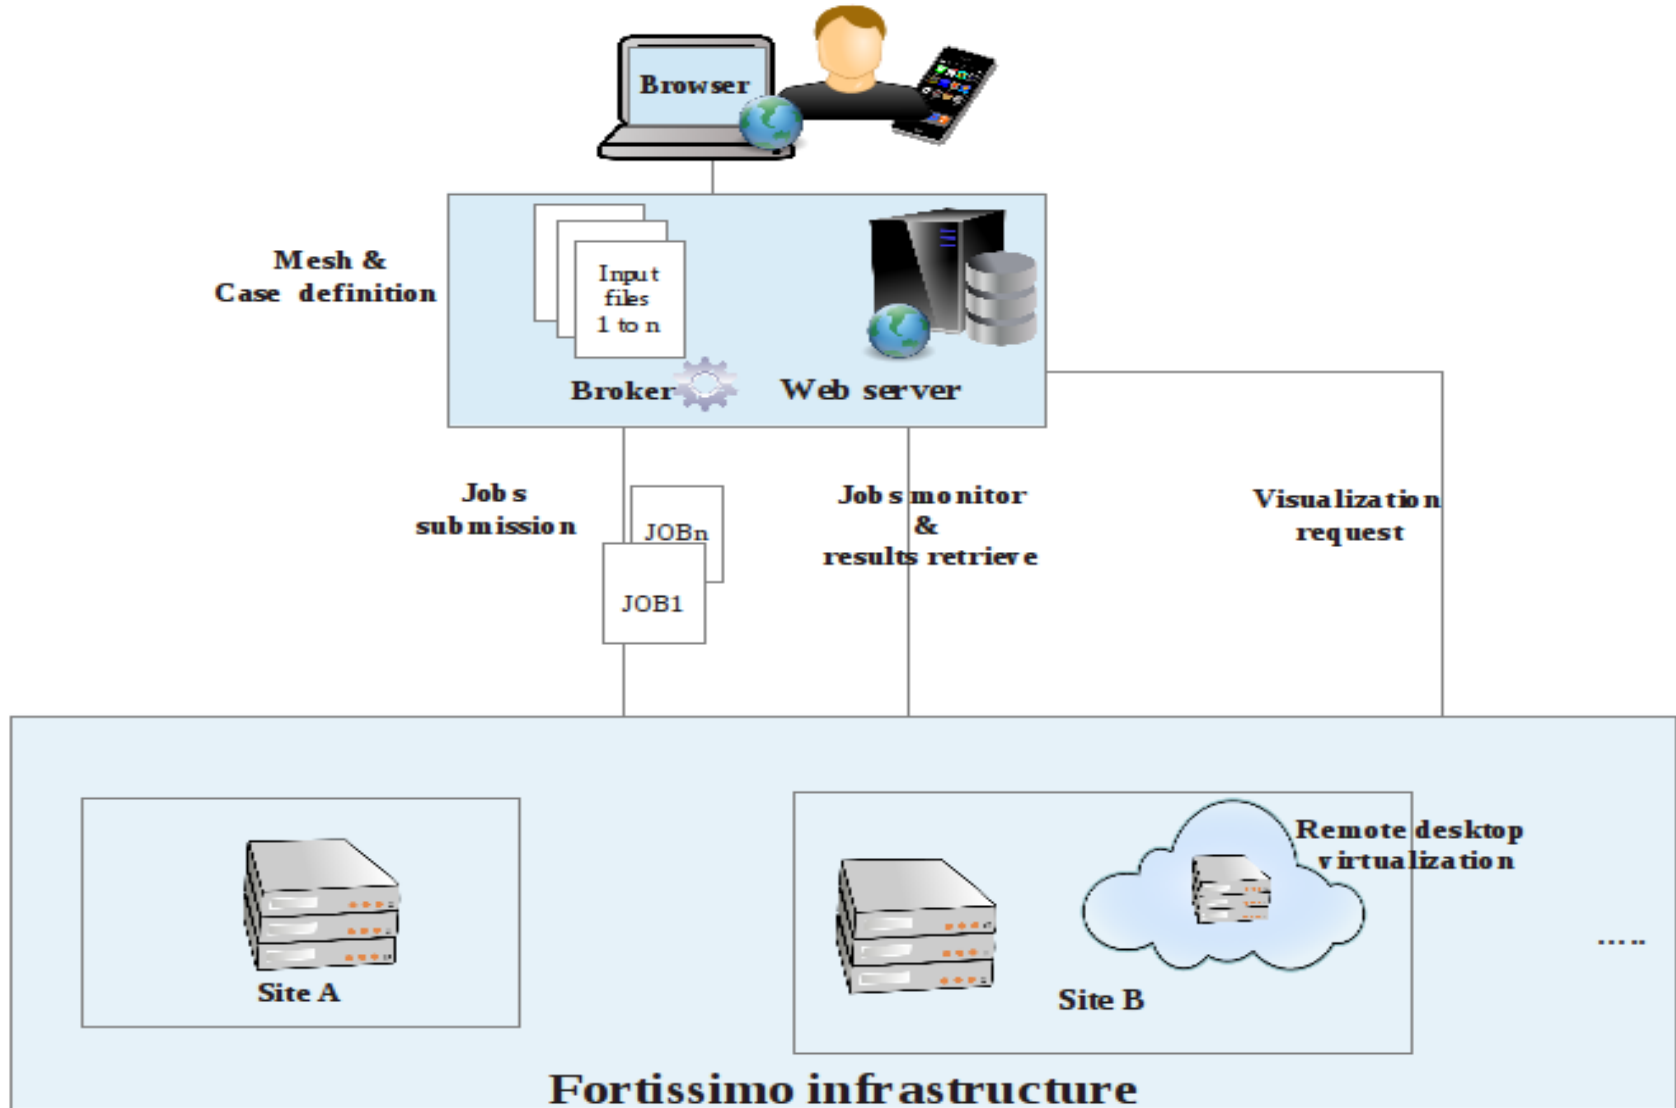 Browser
Mesh &
Case definition
Input
files
1 to n
Broker
Web server
Jobs
submission
JOBn
JOB1
Jobs monitor
&
results retrieve
Visualization
request
Site A
Remote desktop
virtualization
Site B
.....
Fortissimo infrastructure